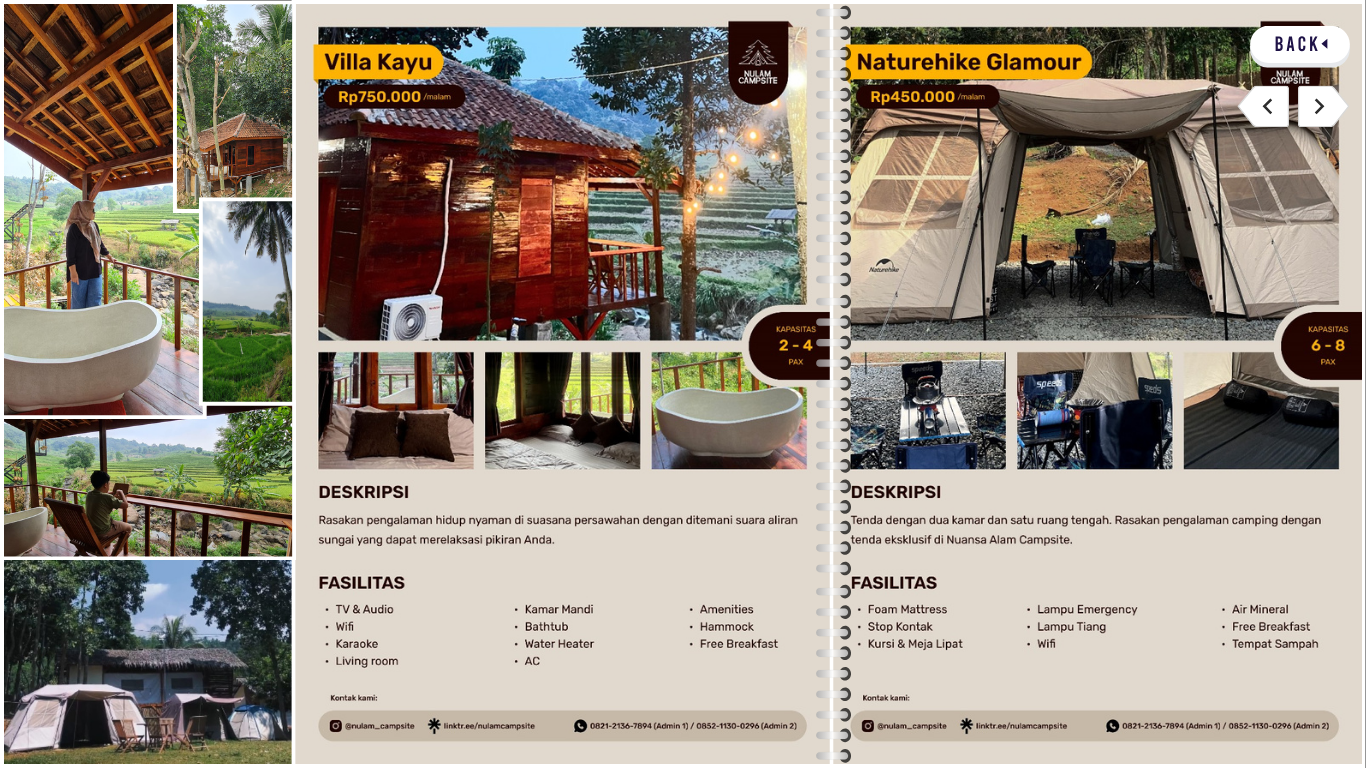 Villa Kayu
Rp750.000 /malam
NULAM
CAMPSITE
KAPASITAS
2 - 4
PAX
DESKRIPSI
Rasakan pengalaman hidup nyaman di suasana persawahan dengan ditemani suara aliran
sungai yang dapat merelaksasi pikiran Anda.
FASILITAS
• TV & Audio
• Wifi
• Karaoke
• Living room
• Kamar Mandi
• Bathtub
• Water Heater
• AC
• Amenities
• Hammock
• Free Breakfast
Kontak kami:
@nulam_campsite linktr.ee/nulamcampsite 0821-2136-7894 (Admin 1) / 0852-1130-0296 (Admin 2)
Naturehike Glamour
Rp450.000 /malam
BACK
NULAM
CAMPSITE
Naturehike
KAPASITAS
6 - 8
PAX
speeds
speeds
seds
DESKRIPSI
Tenda dengan dua kamar dan satu ruang tengah. Rasakan pengalaman camping dengan
tenda eksklusif di Nuansa Alam Campsite.
FASILITAS
• Foam Mattress
• Stop Kontak
• Kursi & Meja Lipat
• Lampu Emergency
• Lampu Tiang
• Wifi
• Air Mineral
• Free Breakfast
• Tempat Sampah
Kontak kami:
@nulam_campsite linktr.ee/nulamcampsite 0821-2136-7894 (Admin 1) / 0852-1130-0296 (Admin 2)